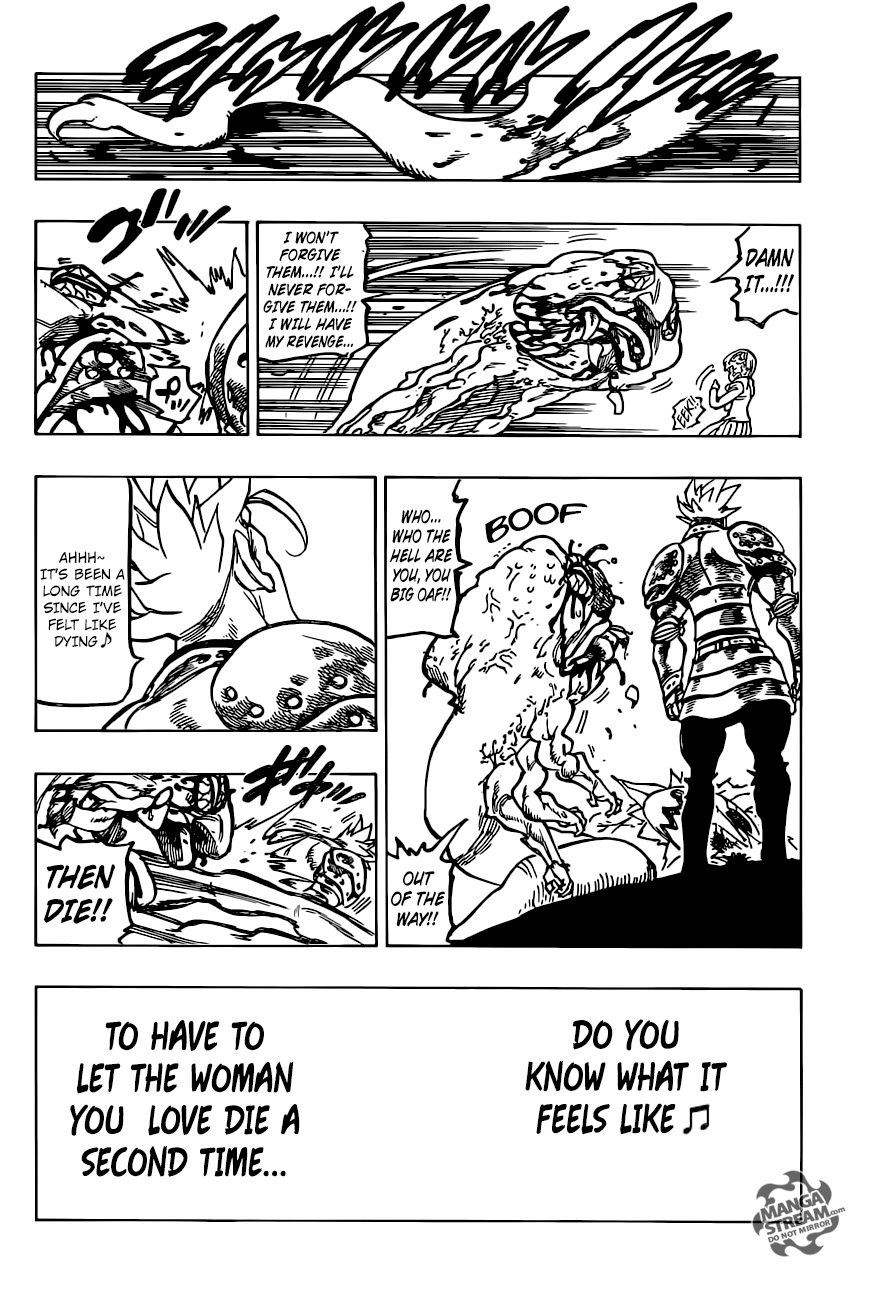 DAMN
IT...!!!
EEK!!
I WON'T
FORGIVE
THEM...!! I'LL
NEVER FOR-
GIVE THEM...!!
I WILL HAVE
MY REVENGE...
BOOF
WHO...
WHO THE
HELL ARE
YOU, YOU
BIG OAF!!
OUT
OF THE
WAY!!
AHHH~
IT'S BEEN A
LONG TIME
SINCE I'VE
FELT LIKE
DYING♪
THEN
DIE!!
DO YOU
KNOW WHAT IT
FEELS LIKE ♫
TO HAVE TO
LET THE WOMAN
YOU LOVE DIE A
SECOND TIME...
MANGA
STREAM.com
DO NOT MIRROR